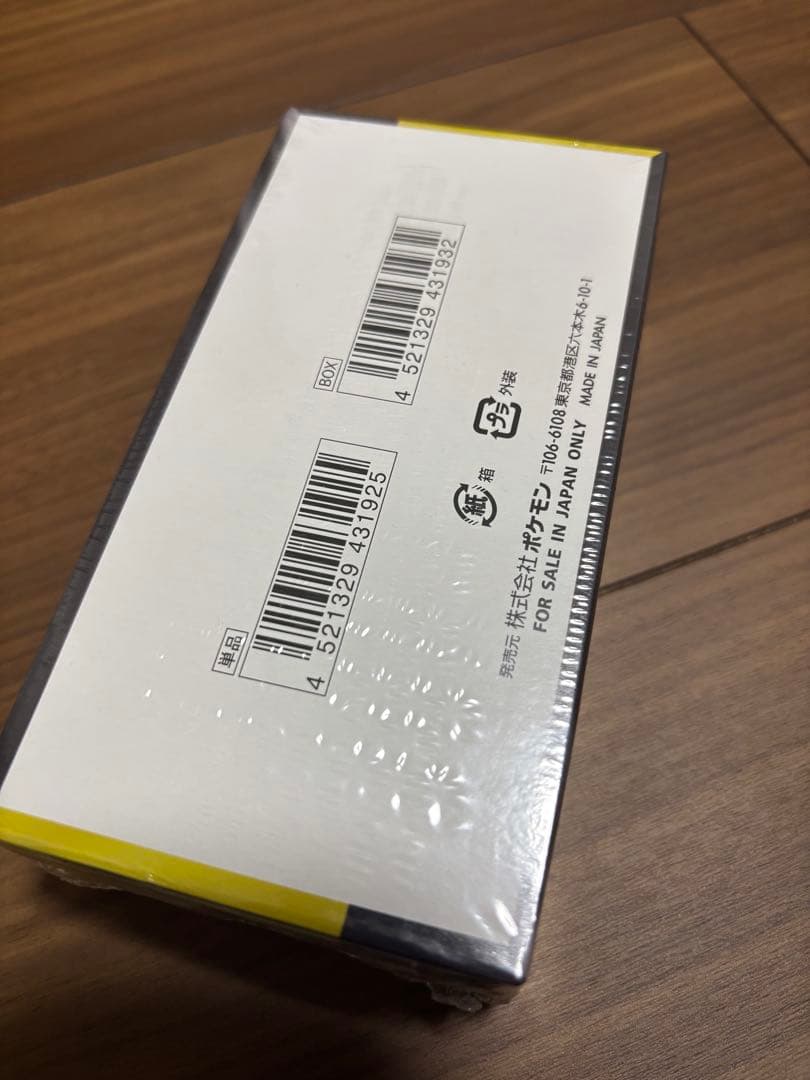 BOX
4 521329 431932
単品
4 521329 431925
プラ 外装
紙 箱
発売元 株式会社ポケモン 〒106-6108 東京都港区六本木6-10-1
FOR SALE IN JAPAN ONLY MADE IN JAPAN